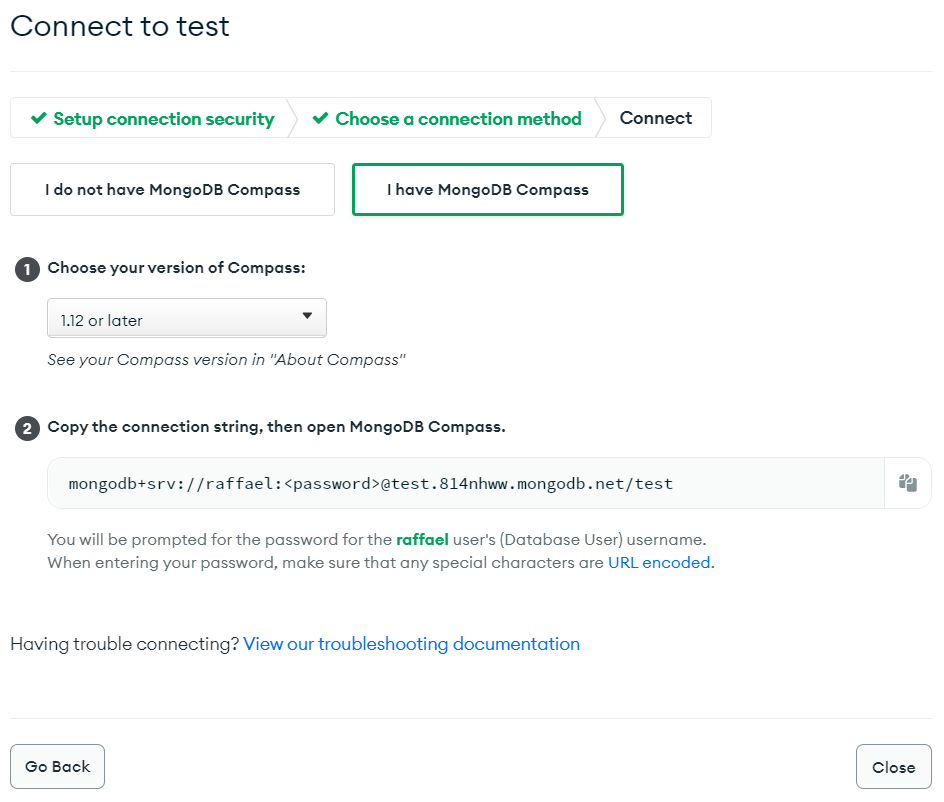 Connect to test
Setup connection security
Choose a connection method
Connect
I do not have MongoDB Compass
I have MongoDB Compass
1 Choose your version of Compass:
1.12 or later
See your Compass version in "About Compass"
2 Copy the connection string, then open MongoDB Compass.
mongodb+srv://raffael:<password>@test.814nhww.mongodb.net/test
You will be prompted for the password for the raffael user's (Database User) username.
When entering your password, make sure that any special characters are URL encoded.
Having trouble connecting? View our troubleshooting documentation
Go Back
Close